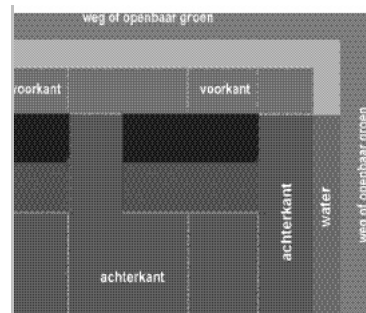 weg of openbaar groen
voorkant
voorkant
achterkant
achterkant
water
weg of openbaar groen